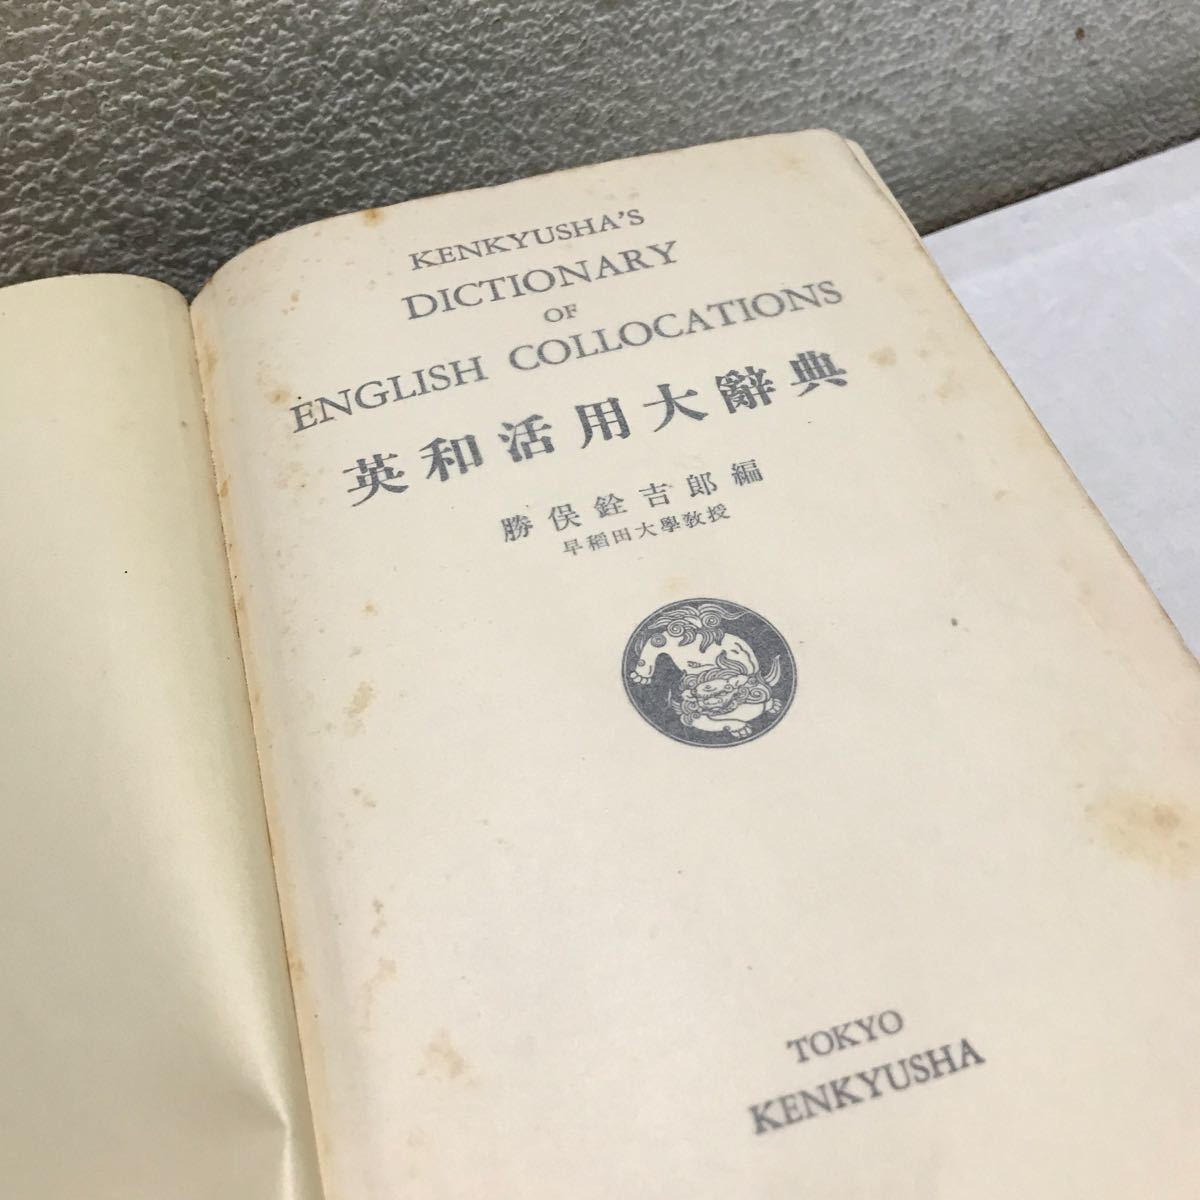 KENKYUSHA'S
DICTIONARY
OF
ENGLISH COLLOCATIONS
英和活用大辭典
勝俣銓吉郎編
早稲田大學教授
TOKYO
KENKYUSHA